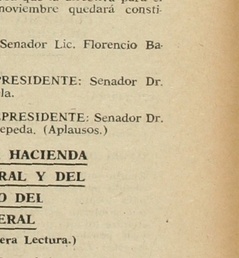 noviembre quedará consti-
Senador Lic. Florencio Ba-
PRESIDENTE: Senador Dr.
la.
PRESIDENTE: Senador Dr.
epeda. (Aplausos.)
HACIENDA
RAL Y DEL
O DEL
ERAL
era Lectura.)